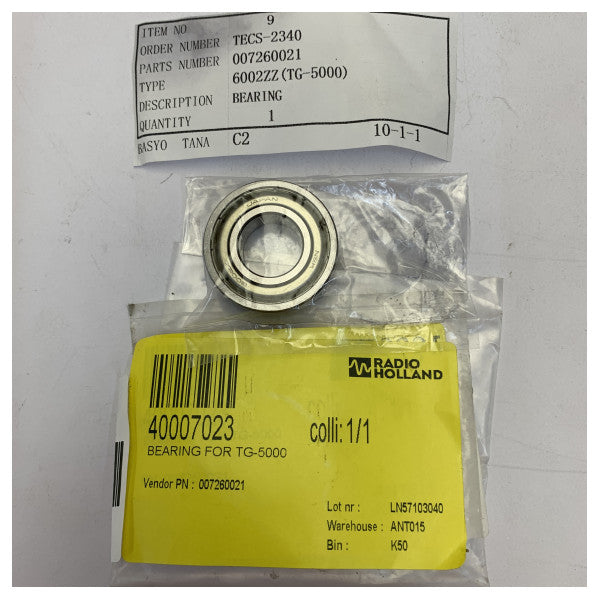 ITEM NO 9
ORDER NUMBER TECS-2340
PARTS NUMBER 007260021
TYPE 6002ZZ(TG-5000)
DESCRIPTION BEARING
QUANTITY 1
BASYO TANA C2 10-1-1
JAPAN
RADIO
HOLLAND
40007023 colli: 1/1
BEARING FOR TG-5000
Vendor PN : 007260021
Lot nr : LN57103040
Warehouse : ANT015
Bin : K50